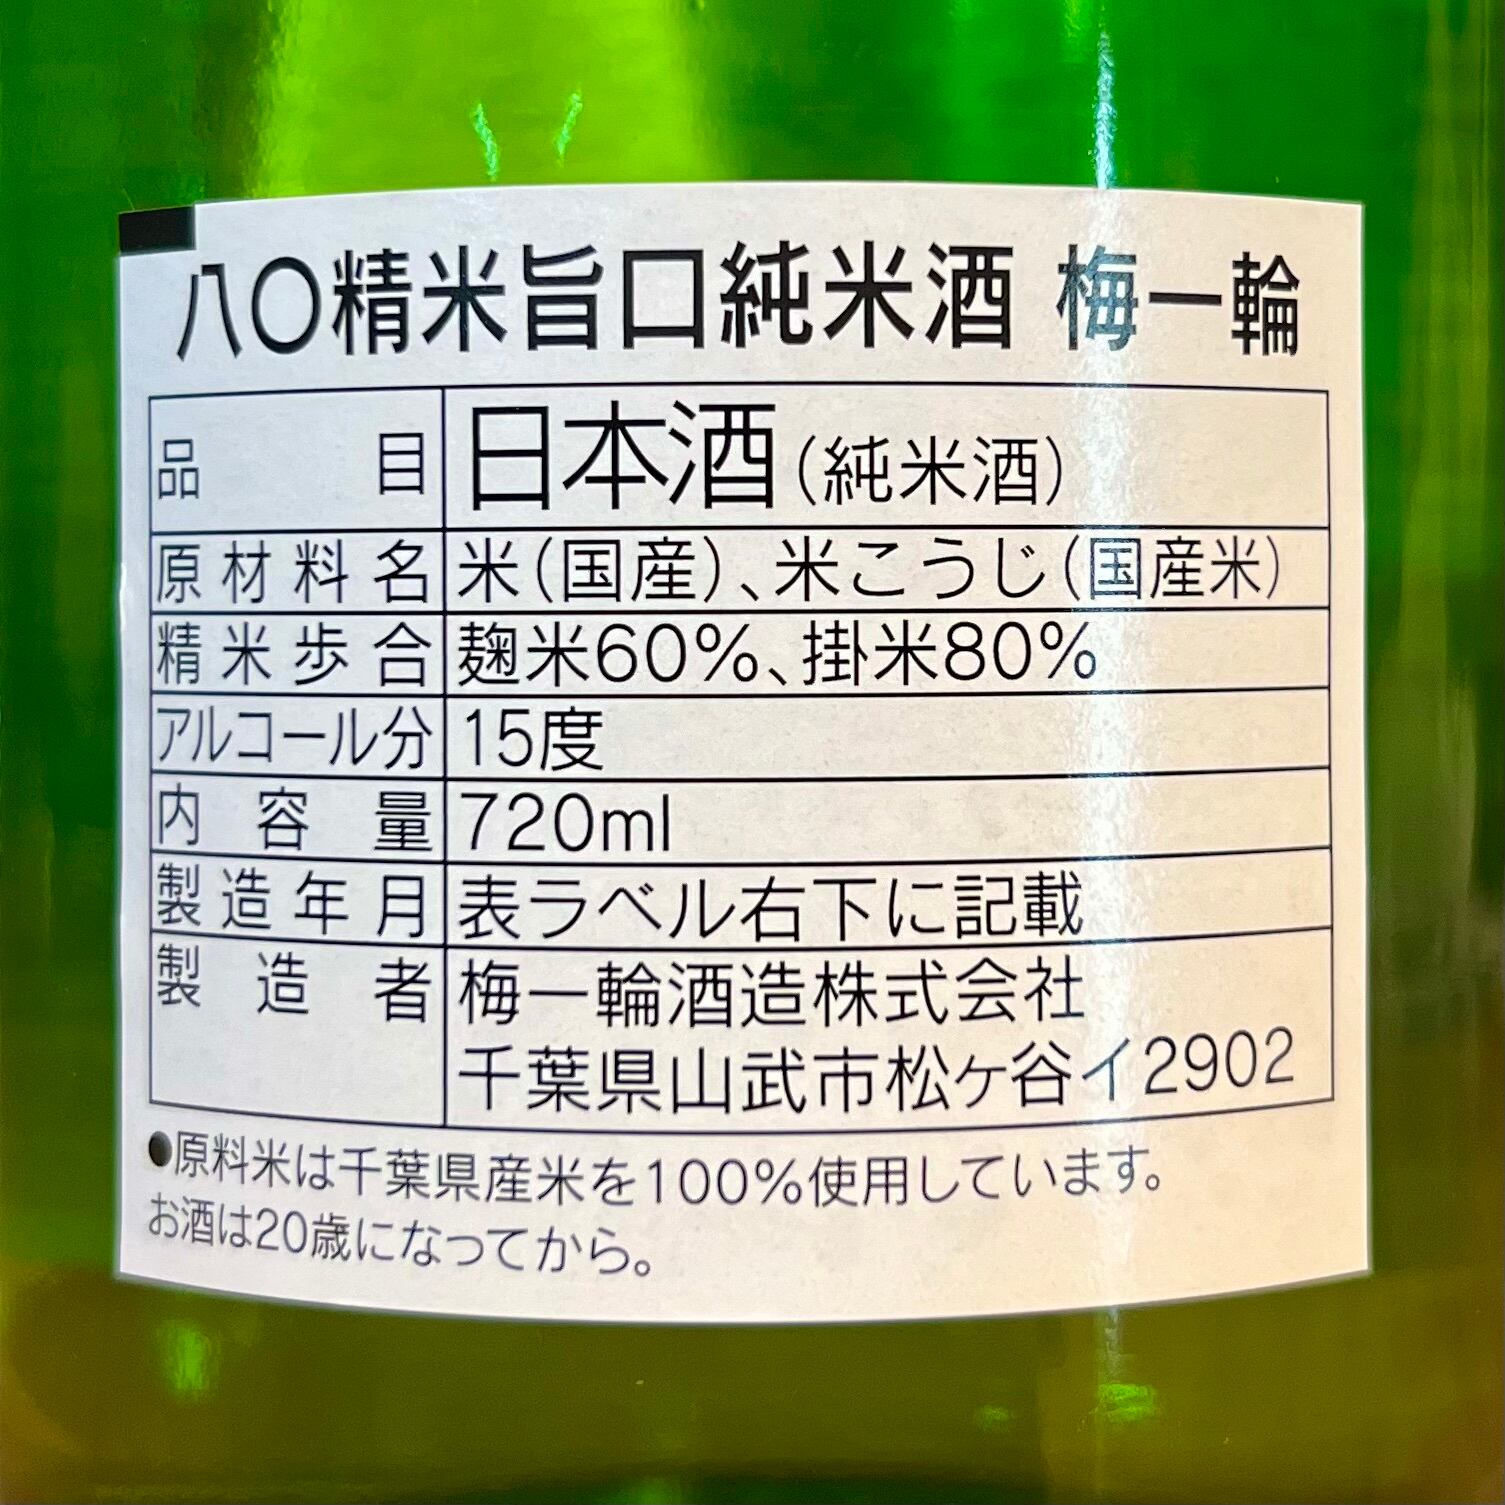 八〇精米旨口純米酒 梅一輪
品目 日本酒（純米酒）
原材料名 米（国産）、米こうじ（国産米）
精米歩合 麹米60%、掛米80%
アルコール分 15度
内容量 720ml
製造年月 表ラベル右下に記載
製造者 梅一輪酒造株式会社
千葉県山武市松ヶ谷イ2902
●原料米は千葉県産米を100%使用しています。
お酒は20歳になってから。